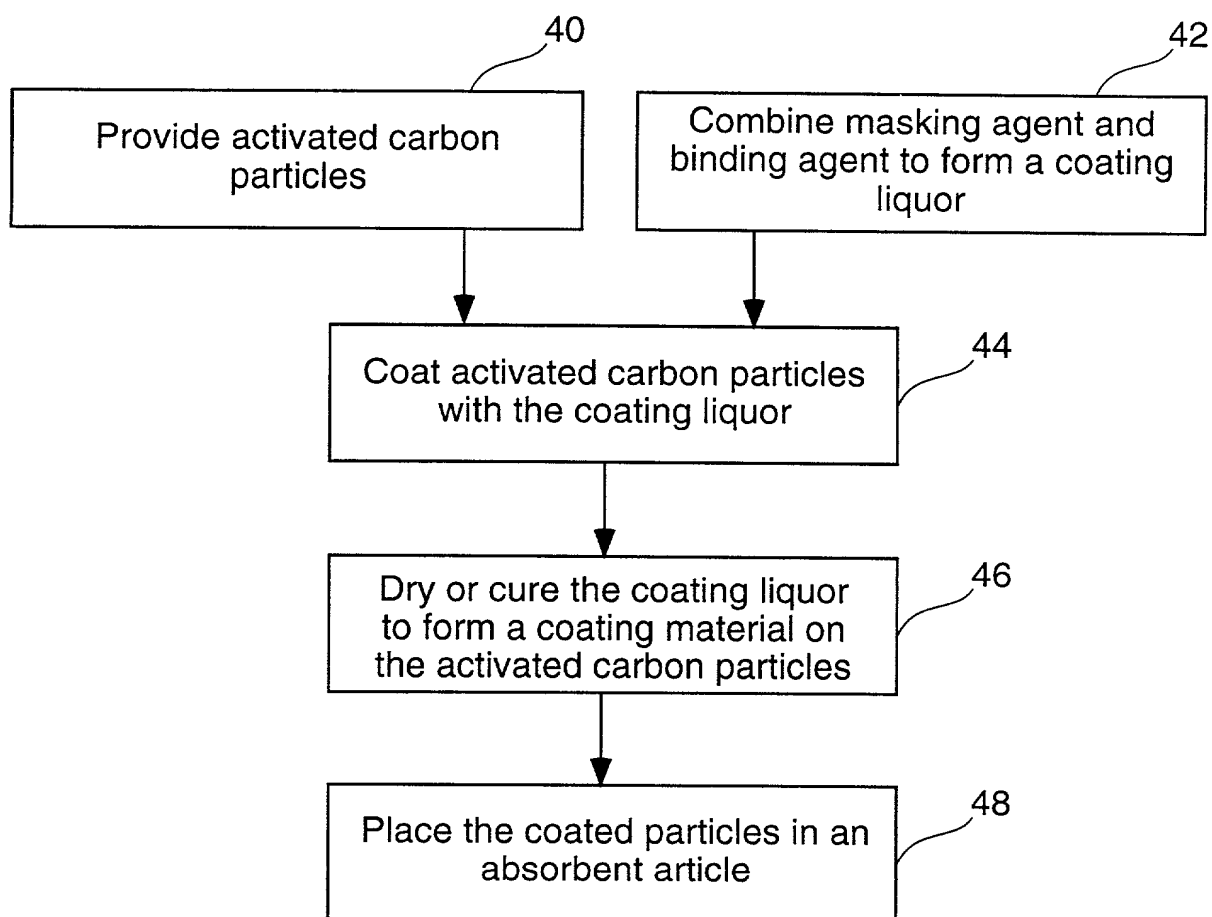 40
42
Provide activated carbon
particles
Combine masking agent and
binding agent to form a coating
liquor
44
Coat activated carbon particles
with the coating liquor
46
Dry or cure the coating liquor
to form a coating material on
the activated carbon particles
48
Place the coated particles in an
absorbent article